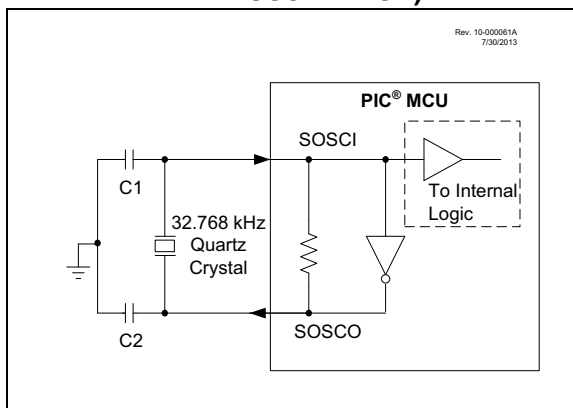 Rev. 10-000061A
7/30/2013
PIC® MCU
SOSCI
C1
To Internal
Logic
32.768 kHz
Quartz
Crystal
SOSCO
C2